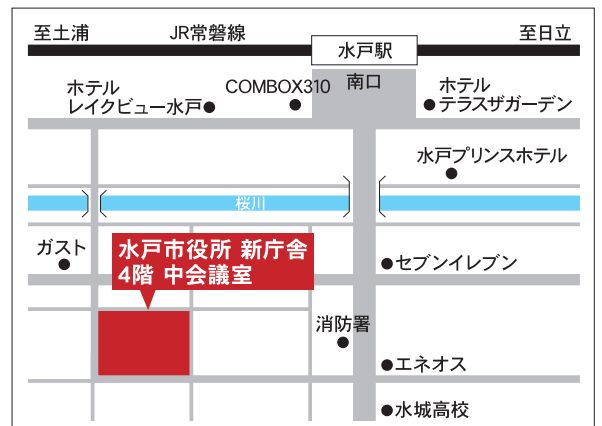 至土浦
JR常磐線
水戸駅
至日立
南口
ホテル
レイクビュー水戸
COMBOX310
ホテル
テラスザガーデン
水戸プリンスホテル
桜川
ガスト
水戸市役所 新庁舎
4階 中会議室
セブンイレブン
消防署
エネオス
水城高校